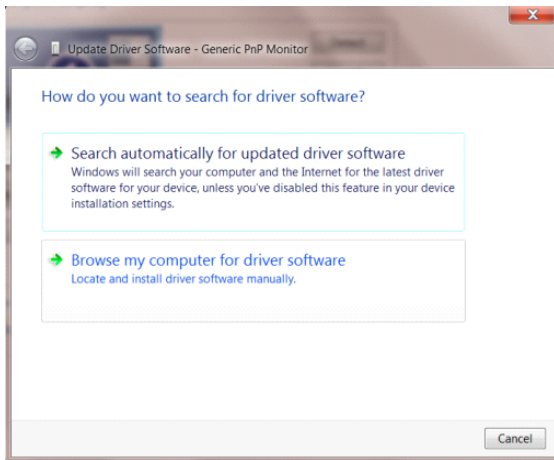 Update Driver Software - Generic PnP Monitor
How do you want to search for driver software?
Search automatically for updated driver software
Windows will search your computer and the Internet for the latest driver
software for your device, unless you've disabled this feature in your device
installation settings.
Browse my computer for driver software
Locate and install driver software manually.
Cancel